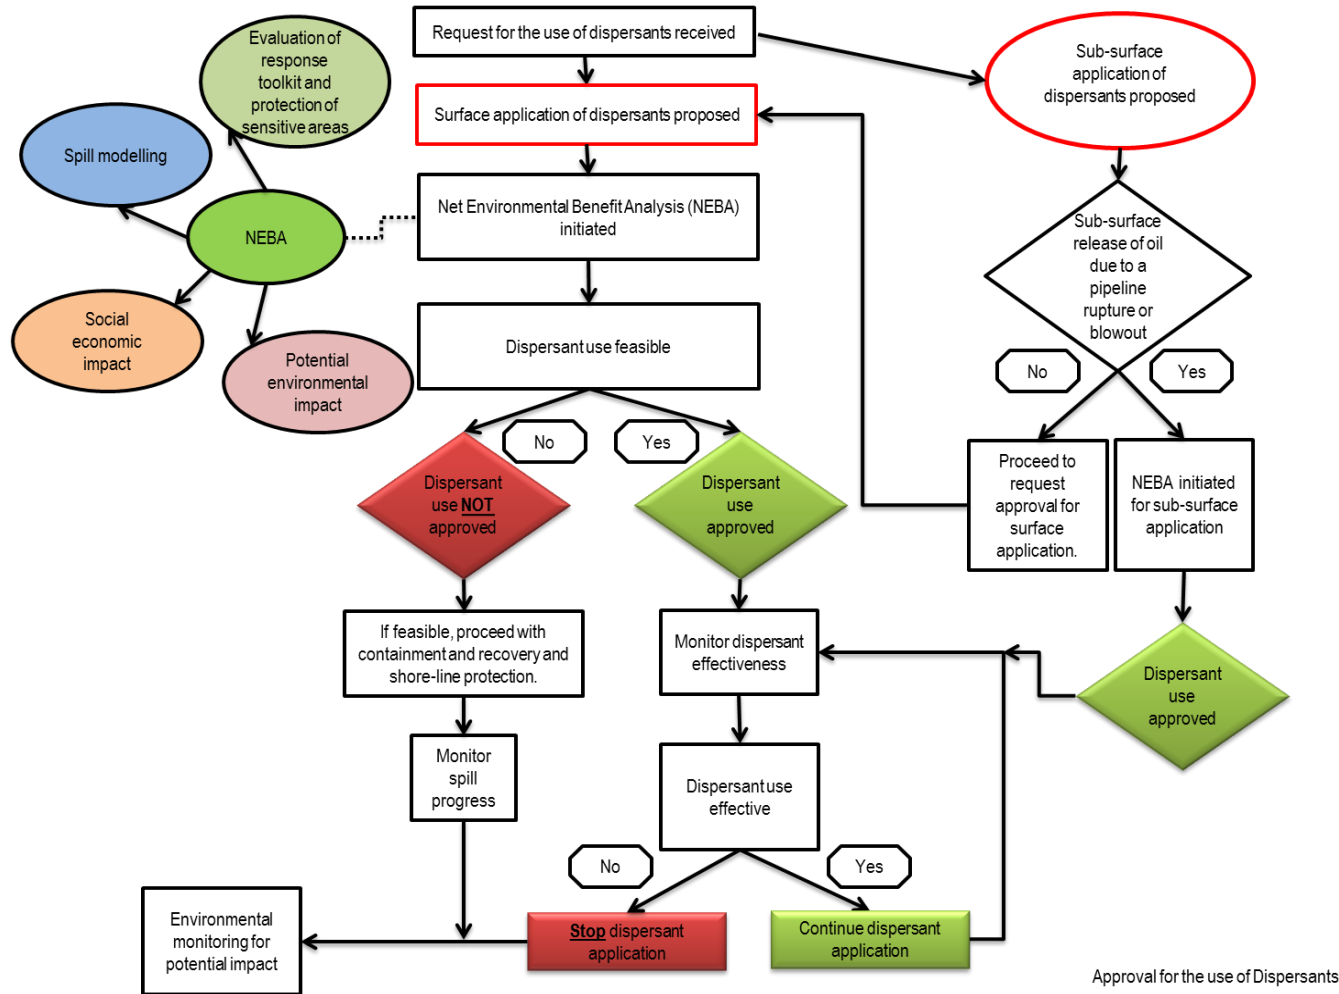 Request for the use of dispersants received
Evaluation of
response
toolkit and
protection of
sensitive areas
Sub-surface
application of
dispersants proposed
Surface application of dispersants proposed
Spill modelling
Net Environmental Benefit Analysis (NEBA)
initiated
NEBA
Sub-surface
release of oil
due to a
pipeline
rupture or
blowout
Social
economic
impact
Potential
environmental
impact
Dispersant use feasible
No
Yes
No
Yes
Dispersant
use NOT
approved
Dispersant
use
approved
Proceed to
request
approval for
surface
application.
NEBA initiated
for sub-surface
application
If feasible, proceed with
containment and recovery and
shore-line protection.
Monitor dispersant
effectiveness
Dispersant
use
approved
Monitor
spill
progress
Dispersant use
effective
No
Yes
Environmental
monitoring for
potential impact
Stop dispersant
application
Continue dispersant
application
Approval for the use of Dispersants